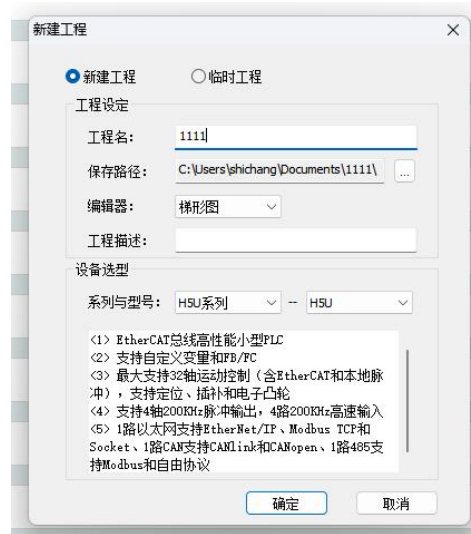 新建工程
新建工程 临时工程
工程设定
工程名： 1111
保存路径： C:\Users\shichang\Documents\1111\ ...
编辑器： 梯形图
工程描述：
设备选型
系列与型号： H5U系列 -- H5U
<1> EtherCAT总线高性能小型PLC
<2> 支持自定义变量和FB/FC
<3> 最大支持32轴运动控制（含EtherCAT和本地脉
冲），支持定位、插补和电子凸轮
<4> 支持4轴200KHz脉冲输出，4路200KHz高速输入
<5> 1路以太网支持EtherNet/IP、Modbus TCP和
Socket、1路CAN支持CANlink和CANopen、1路485支
持Modbus和自由协议
确定 取消